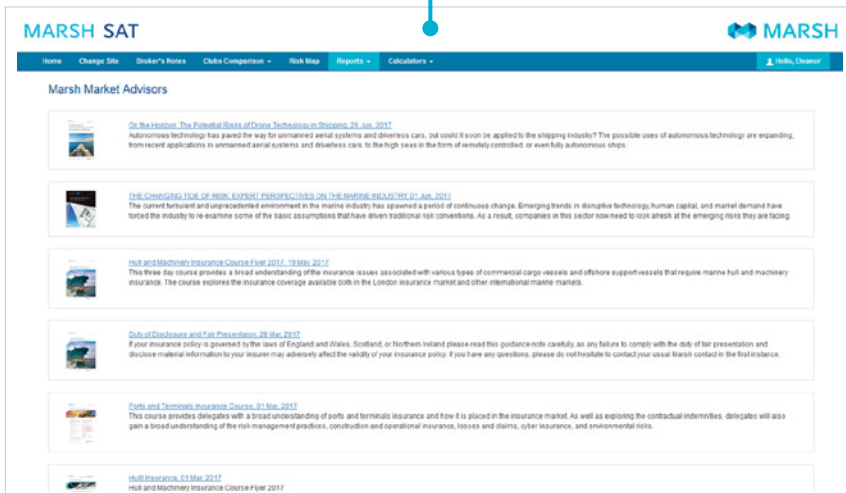 MARSH SAT
MARSH
Home Change Site Broker's Notes Clubs Comparison Risk Map Reports Calculators Hello, Eleanor
Marsh Market Advisors
On the Horizon: The Potential Risks of Drone Technology in Shipping, 26 Jun, 2017
Autonomous technology has paved the way for unmanned aerial systems and driverless cars, but could it soon be applied to the shipping industry? The possible uses of autonomous technology are expanding;
from recent applications in unmanned aerial systems and driverless cars, to the high seas in the form of remotely controlled, or even fully autonomous ships.
THE CHANGING TIDE OF RISK: EXPERT PERSPECTIVES ON THE MARINE INDUSTRY, 01 Jun, 2017
The current turbulent and unprecedented environment in the marine industry has spawned a period of continuous change. Emerging trends in disruptive technology, human capital, and market demand have
forced the industry to re-examine some of the basic assumptions that have driven traditional risk conventions. As a result, companies in this sector now need to look afresh at the emerging risks they are facing.
Hull and Machinery Insurance Course Flyer 2017, 19 May 2017
This three day course provides a broad understanding of the insurance issues associated with various types of commercial cargo vessels and offshore support vessels that require marine hull and machinery
insurance. The course explores the insurance coverage available both in the London insurance market and other international marine markets.
Duty of Disclosure and Fair Presentaion, 28 Mar, 2017
If your insurance policy is governed by the laws of England and Wales, Scotland, or Northern Ireland please read this guidance note carefully, as any failure to comply with the duty of fair presentation and
disclose material information to your insurer may adversely affect the validity of your insurance policy. If you have any questions, please do not hesitate to contact your usual Marsh contact in the first instance.
Ports and Terminals Insurance Course, 01 Mar, 2017
This course provides delegates with a broad understanding of ports and terminals insurance and how it is placed in the insurance market. As well as exploring the contractual indemnities, delegates will also
gain a broad understanding of the risk management practices, construction and operational insurance, losses and claims, cyber insurance, and environmental risks.
Hulll Insurance, 01 Mar, 2017
Hull and Machinery Insurance Course Flyer 2017